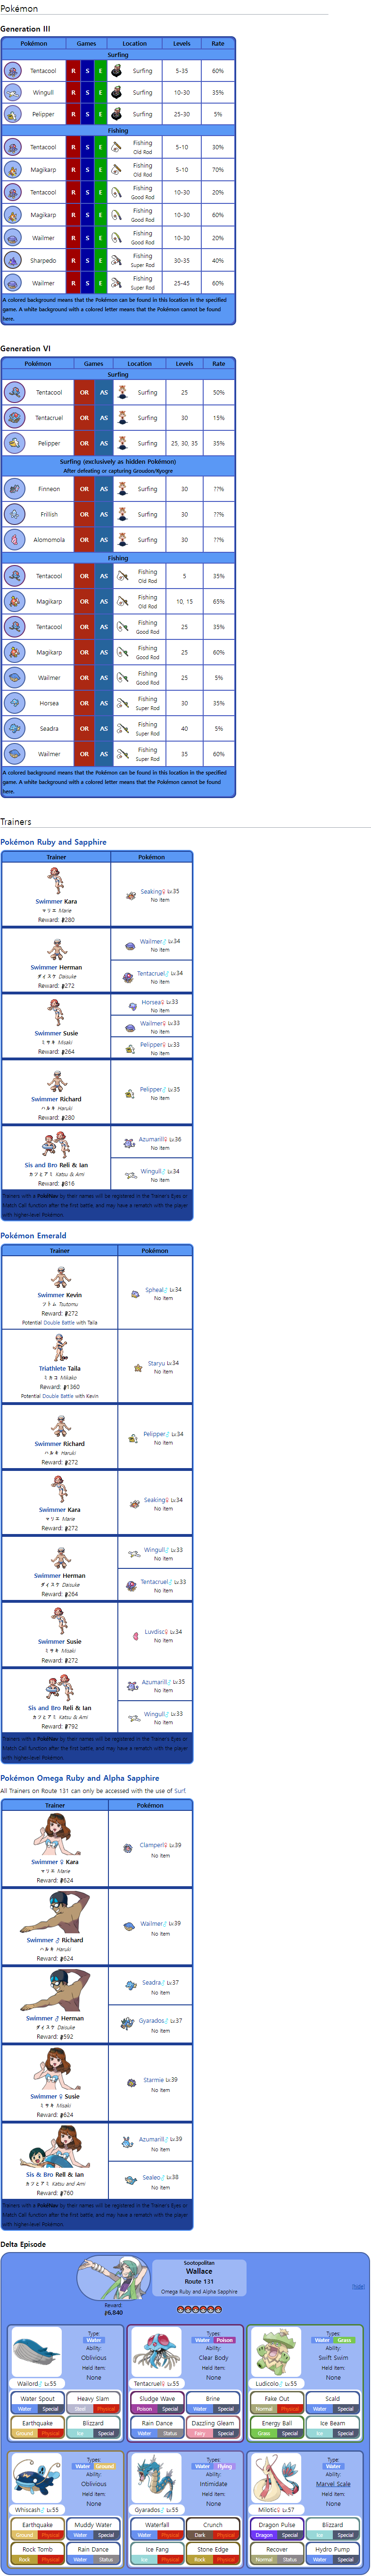 Pokémon
Generation III
Pokémon Games Location Levels Rate
Surfing
Tentacool R S E Surfing 5-35 60%
Wingull R S E Surfing 10-30 35%
Pelipper R S E Surfing 25-30 5%
Fishing
Tentacool R S E Fishing Old Rod 5-10 30%
Magikarp R S E Fishing Old Rod 5-10 70%
Tentacool R S E Fishing Good Rod 10-30 20%
Magikarp R S E Fishing Good Rod 10-30 60%
Wailmer R S E Fishing Good Rod 10-30 20%
Sharpedo R S E Fishing Super Rod 30-35 40%
Wailmer R S E Fishing Super Rod 25-45 60%
A colored background means that the Pokémon can be found in this location in the specified
game. A white background with a colored letter means that the Pokémon cannot be found
here.
Generation VI
Pokémon Games Location Levels Rate
Surfing
Tentacool OR AS Surfing 25 50%
Tentacruel OR AS Surfing 30 15%
Pelipper OR AS Surfing 25, 30, 35 35%
Surfing (exclusively as hidden Pokémon)
After defeating or capturing Groudon/Kyogre
Finneon OR AS Surfing 30 ??%
Frillish OR AS Surfing 30 ??%
Alomomola OR AS Surfing 30 ??%
Fishing
Tentacool OR AS Fishing Old Rod 5 35%
Magikarp OR AS Fishing Old Rod 10, 15 65%
Tentacool OR AS Fishing Good Rod 25 35%
Magikarp OR AS Fishing Good Rod 25 60%
Wailmer OR AS Fishing Good Rod 25 5%
Horsea OR AS Fishing Super Rod 30 35%
Seadra OR AS Fishing Super Rod 40 5%
Wailmer OR AS Fishing Super Rod 35 60%
A colored background means that the Pokémon can be found in this location in the specified
game. A white background with a colored letter means that the Pokémon cannot be found
here.
Trainers
Pokémon Ruby and Sapphire
Trainer Pokémon
Swimmer Kara
マリエ Marie
Reward: 280
Seaking♀ Lv.35
No item
Swimmer Herman
ダイスケ Daisuke
Reward: 272
Wailmer♂ Lv.34
No item
Tentacruel♂ Lv.34
No item
Swimmer Susie
ミサキ Misaki
Reward: 264
Horsea♀ Lv.33
No item
Wailmer♀ Lv.33
No item
Pelipper♀ Lv.33
No item
Swimmer Richard
ハルキ Haruki
Reward: 280
Pelipper♂ Lv.35
No item
Sis and Bro Reli & Ian
カツとアミ Katsu & Ami
Reward: 816
Azumarill♀ Lv.36
No item
Wingull♂ Lv.34
No item
Trainers with a PokéNav by their names will be registered in the Trainer's Eyes or
Match Call function after the first battle, and may have a rematch with the player
with higher-level Pokémon.
Pokémon Emerald
Trainer Pokémon
Swimmer Kevin
ツトム Tsutomu
Reward: 272
Potential Double Battle with Taila
Spheal♂ Lv.34
No item
Triathlete Taila
ミカコ Mikako
Reward: 1360
Potential Double Battle with Kevin
Staryu Lv.34
No item
Swimmer Richard
ハルキ Haruki
Reward: 272
Pelipper♂ Lv.34
No item
Swimmer Kara
マリエ Marie
Reward: 272
Seaking♀ Lv.34
No item
Swimmer Herman
ダイスケ Daisuke
Reward: 264
Wingull♂ Lv.33
No item
Tentacruel♂ Lv.33
No item
Swimmer Susie
ミサキ Misaki
Reward: 272
Luvdisc♀ Lv.34
No item
Sis and Bro Reli & Ian
カツとアミ Katsu & Ami
Reward: 792
Azumarill♂ Lv.35
No item
Wingull♂ Lv.33
No item
Trainers with a PokéNav by their names will be registered in the Trainer's Eyes or
Match Call function after the first battle, and may have a rematch with the player
with higher-level Pokémon.
Pokémon Omega Ruby and Alpha Sapphire
All Trainers on Route 131 can only be accessed with the use of Surf.
Trainer Pokémon
Swimmer ♀ Kara
マリエ Marie
Reward: 624
Clamperl♀ Lv.39
No item
Swimmer ♂ Richard
ハルキ Haruki
Reward: 624
Wailmer♂ Lv.39
No item
Swimmer ♂ Herman
ダイスケ Daisuke
Reward: 592
Seadra♂ Lv.37
No item
Gyarados♂ Lv.37
No item
Swimmer ♀ Susie
ミサキ Misaki
Reward: 624
Starmie Lv.39
No item
Sis & Bro Reli & Ian
カツとアミ Katsu and Ami
Reward: 760
Azumarill♂ Lv.39
No item
Sealeo♂ Lv.38
No item
Trainers with a PokéNav by their names will be registered in the Trainer's Eyes or
Match Call function after the first battle, and may have a rematch with the player
with higher-level Pokémon.
Delta Episode
Sootopolitan
Wallace
Route 131
Omega Ruby and Alpha Sapphire
Reward:
6,840
Type:
Water
Ability:
Oblivious
Held item:
None
Wailord♂ Lv.55
Water Spout Heavy Slam
Water Special Steel Physical
Earthquake Blizzard
Ground Physical Ice Special
Types:
Water Poison
Ability:
Clear Body
Held item:
None
Tentacruel♀ Lv.55
Sludge Wave Brine
Poison Special Water Special
Rain Dance Dazzling Gleam
Water Status Fairy Special
Types:
Water Grass
Ability:
Swift Swim
Held item:
None
Ludicolo♂ Lv.55
Fake Out Scald
Normal Physical Water Special
Energy Ball Ice Beam
Grass Special Ice Special
Types:
Water Ground
Ability:
Oblivious
Held item:
None
Whiscash♂ Lv.55
Earthquake Muddy Water
Ground Physical Water Special
Rock Tomb Rain Dance
Rock Physical Water Status
Types:
Water Flying
Ability:
Intimidate
Held item:
None
Gyarados♂ Lv.55
Waterfall Crunch
Water Physical Dark Physical
Ice Fang Stone Edge
Ice Physical Rock Physical
Type:
Water
Ability:
Marvel Scale
Held item:
None
Milotic♀ Lv.57
Dragon Pulse Blizzard
Dragon Special Ice Special
Recover Hydro Pump
Normal Status Water Special